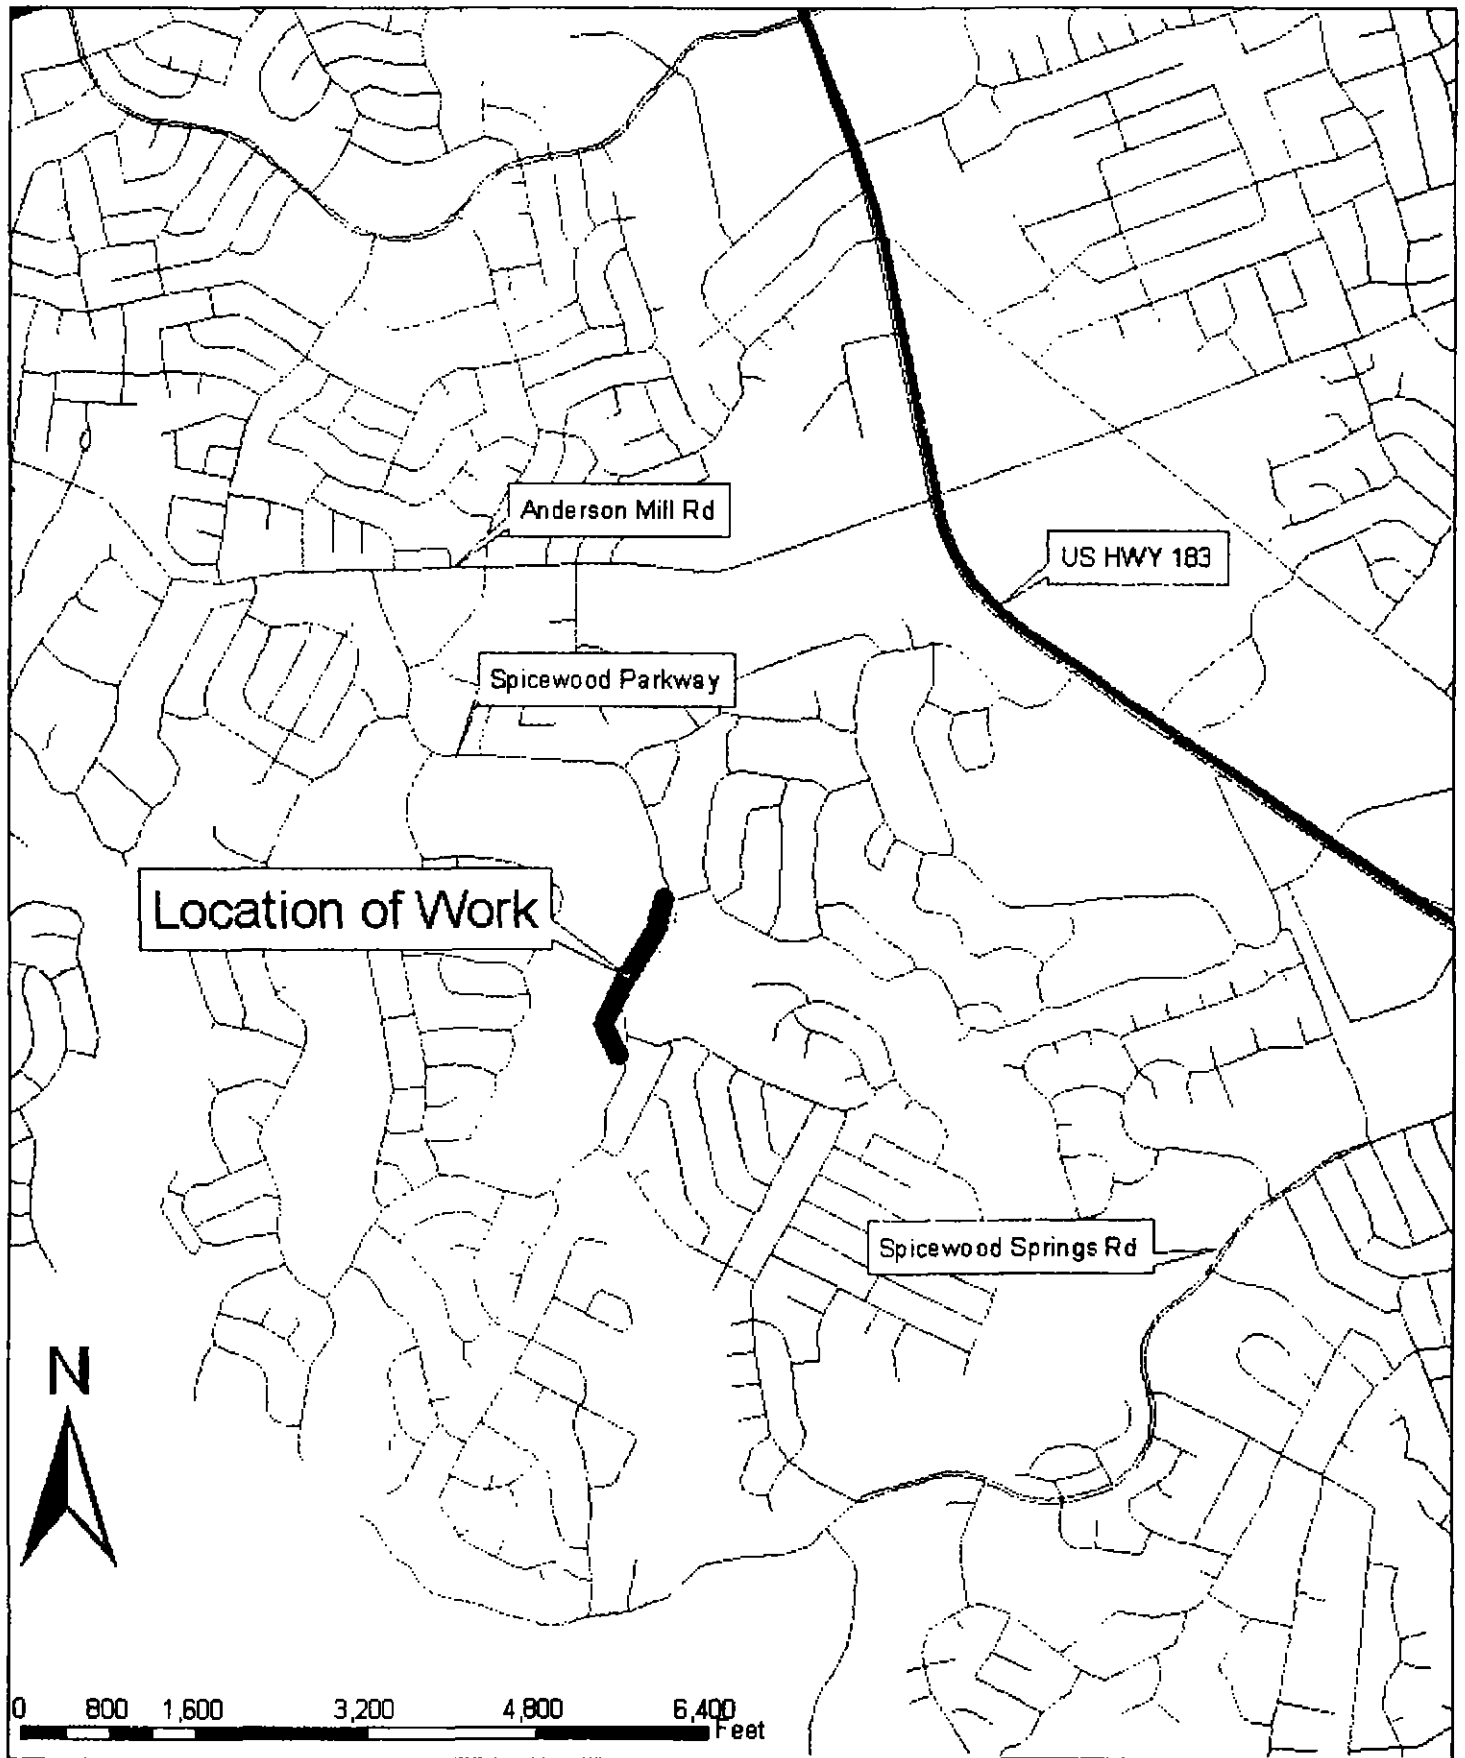 Anderson Mill Rd
US HWY 183
Spicewood Parkway
Location of Work
Spicewood Springs Rd
N
0 800 1,600 3,200 4,800 6,400
Feet